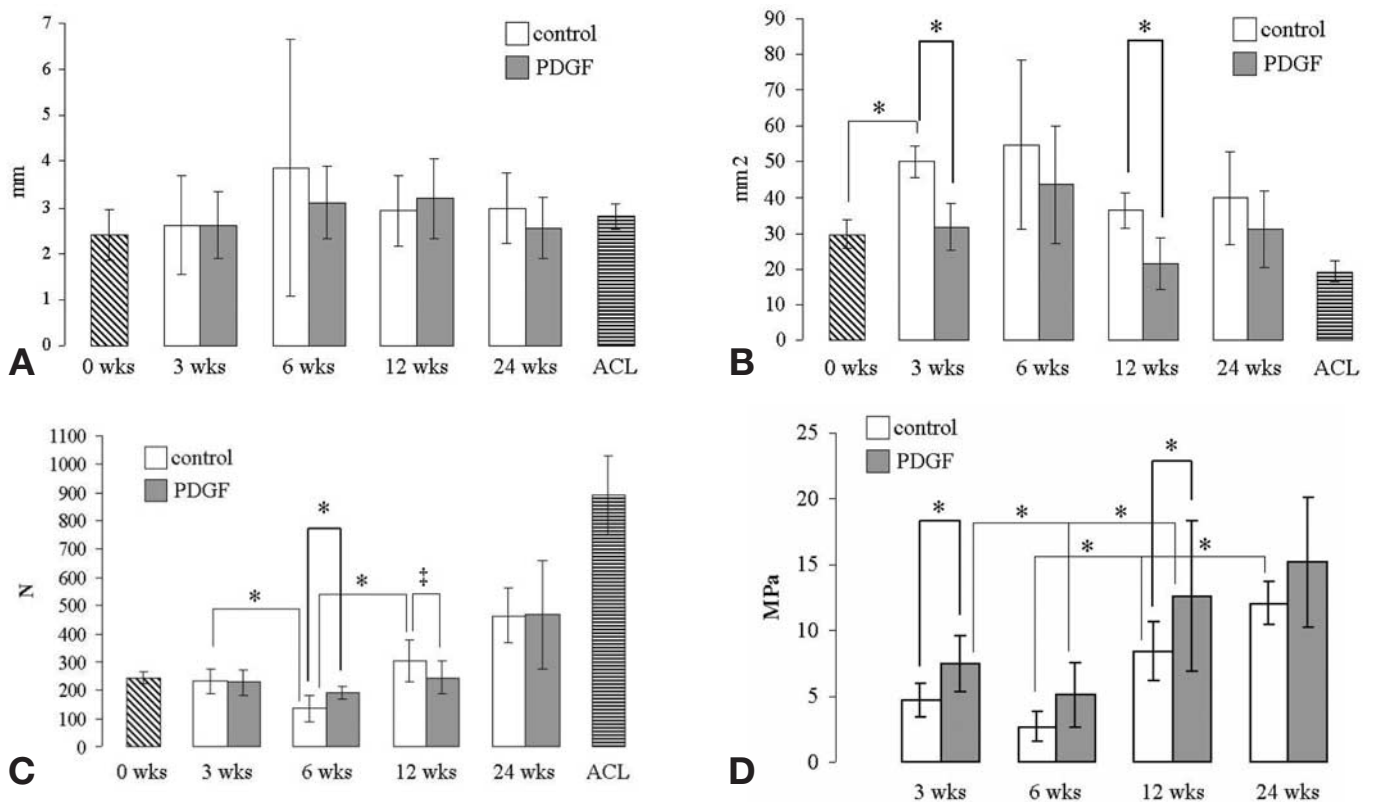 7
6
5
4
3
2
1
0
mm
control
PDGF
0 wks
3 wks
6 wks
12 wks
24 wks
ACL
A
90
80
70
60
50
40
30
20
10
0
mm2
control
PDGF
*
*
*
0 wks
3 wks
6 wks
12 wks
24 wks
ACL
B
1100
1000
900
800
700
600
500
400
300
200
100
0
N
control
PDGF
*
*
*
‡
0 wks
3 wks
6 wks
12 wks
24 wks
ACL
C
25
20
15
10
5
0
MPa
control
PDGF
*
*
*
*
*
*
3 wks
6 wks
12 wks
24 wks
D